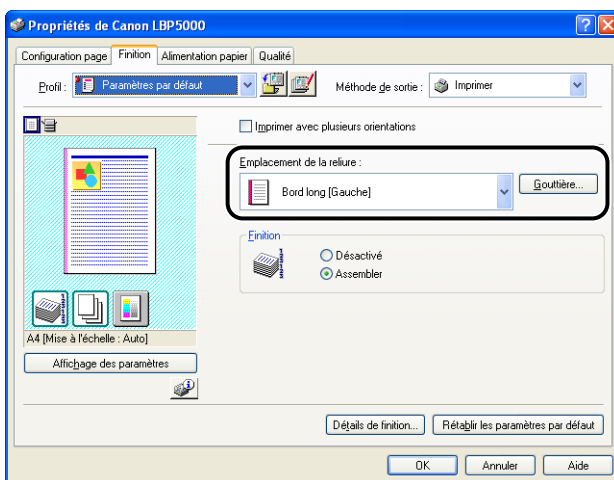 Propriétés de Canon LBP5000
Configuration page Finition Alimentation papier Qualité
Profil : Paramètres par défaut Méthode de sortie : Imprimer
Imprimer avec plusieurs orientations
Emplacement de la reliure :
Bord long [Gauche] Gouttière...
Finition
Désactivé
Assembler
A4 [Mise à l'échelle : Auto]
Affichage des paramètres
Détails de finition... Rétablir les paramètres par défaut
OK Annuler Aide